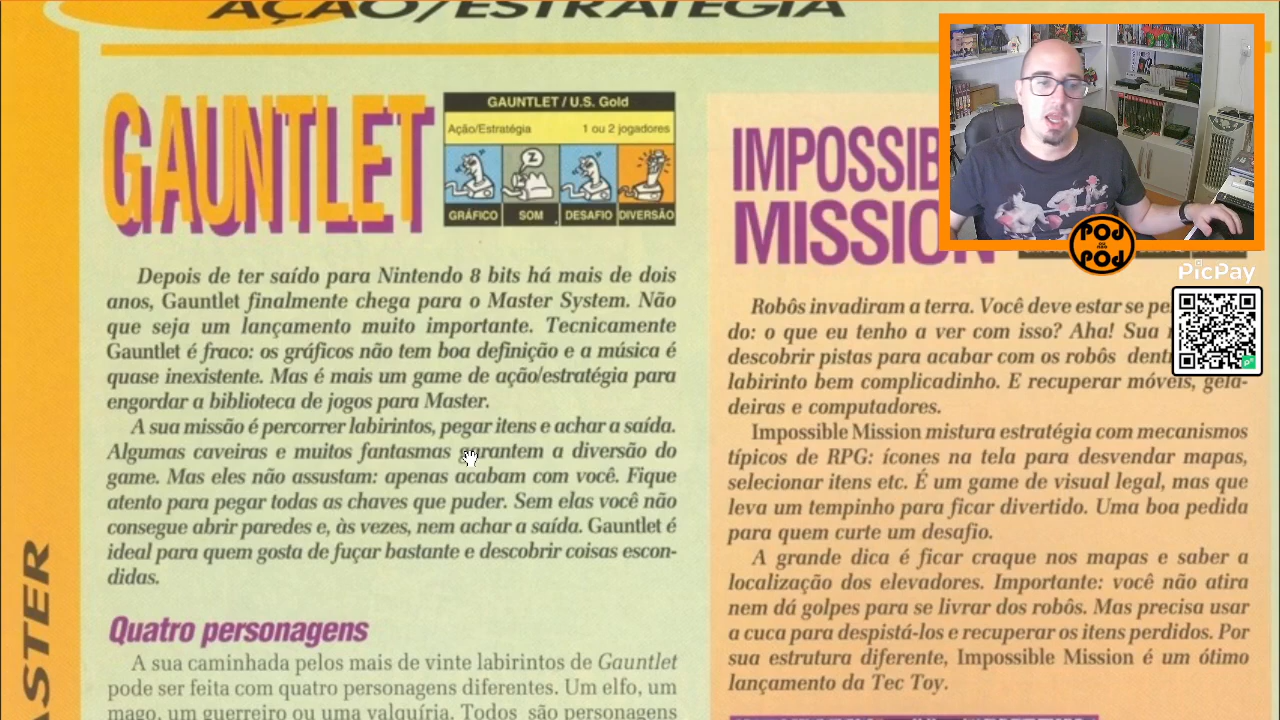 AÇÃO/ESTRATÉGIA
GAUNTLET
GAUNTLET / U.S. Gold
Ação/Estratégia 1 ou 2 jogadores
Z
GRÁFICO SOM DESAFIO DIVERSÃO
Depois de ter saído para Nintendo 8 bits há mais de dois
anos, Gauntlet finalmente chega para o Master System. Não
que seja um lançamento muito importante. Tecnicamente
Gauntlet é fraco: os gráficos não tem boa definição e a música é
quase inexistente. Mas é mais um game de ação/estratégia para
engordar a biblioteca de jogos para Master.
A sua missão é percorrer labirintos, pegar itens e achar a saída.
Algumas caveiras e muitos fantasmas garantem a diversão do
game. Mas eles não assustam: apenas acabam com você. Fique
atento para pegar todas as chaves que puder. Sem elas você não
consegue abrir paredes e, às vezes, nem achar a saída. Gauntlet é
ideal para quem gosta de fuçar bastante e descobrir coisas escon-
didas.
Quatro personagens
A sua caminhada pelos mais de vinte labirintos de Gauntlet
pode ser feita com quatro personagens diferentes. Um elfo, um
mago, um guerreiro ou uma valquíria. Todos são personagens
IMPOSSIB
MISSION
Robôs invadiram a terra. Você deve estar se pe
do: o que eu tenho a ver com isso? Aha! Sua
descobrir pistas para acabar com os robôs dent
labirinto bem complicadinho. E recuperar móveis, gela-
deiras e computadores.
Impossible Mission mistura estratégia com mecanismos
típicos de RPG: ícones na tela para desvendar mapas,
selecionar itens etc. É um game de visual legal, mas que
leva um tempinho para ficar divertido. Uma boa pedida
para quem curte um desafio.
A grande dica é ficar craque nos mapas e saber a
localização dos elevadores. Importante: você não atira
nem dá golpes para se livrar dos robôs. Mas precisa usar
a cuca para despistá-los e recuperar os itens perdidos. Por
sua estrutura diferente, Impossible Mission é um ótimo
lançamento da Tec Toy.
POD
POD
PicPay
ASTER